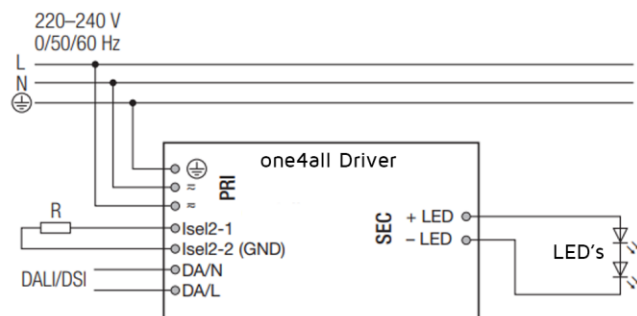 220–240 V
0/50/60 Hz
L
N
one4all Driver
PRI
≂
≂
R
Isel2-1
Isel2-2 (GND)
DALI/DSI
DA/N
DA/L
SEC
+ LED
– LED
LED's